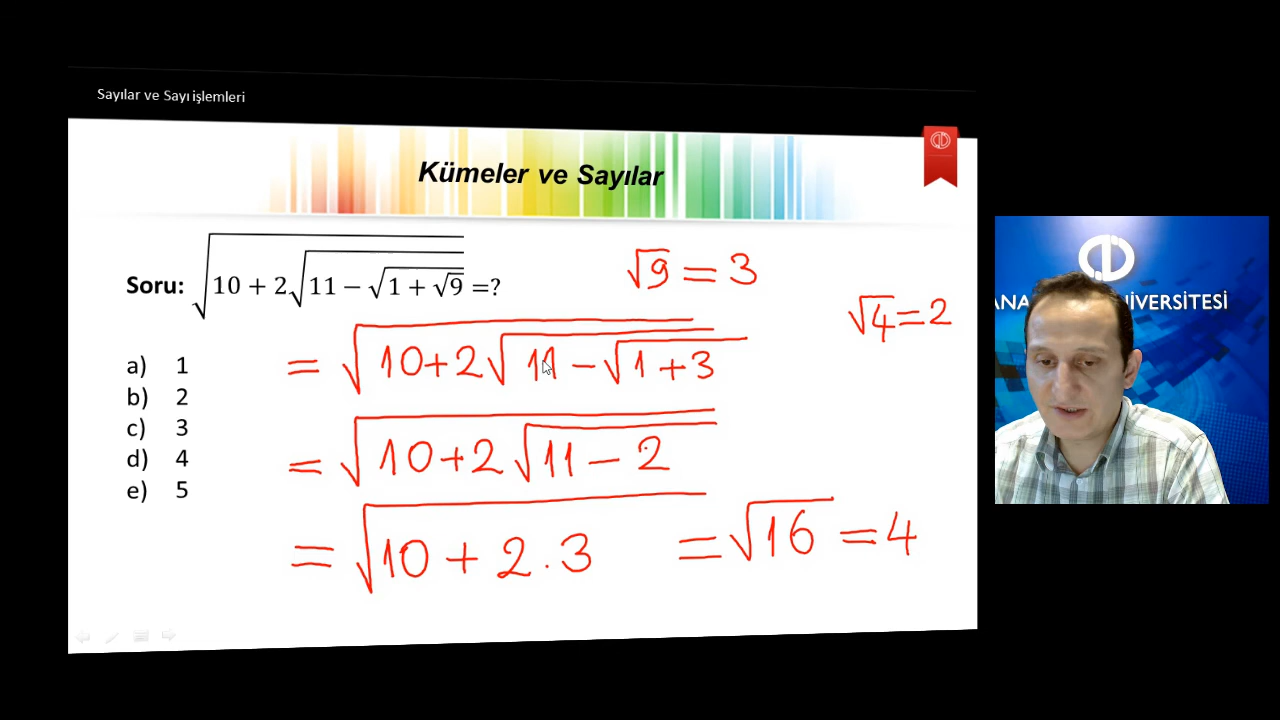 Sayılar ve Sayı işlemleri
Kümeler ve Sayılar
Soru: √(10 + 2√(11 − √(1 + √9))) =?
√9 = 3
√4 = 2
a) 1
b) 2
c) 3
d) 4
e) 5
= √(10+2√(11 − √(1+3)))
= √(10+2√(11 − 2))
= √(10 + 2.3) = √16 = 4
ANA ÜNİVERSİTESİ